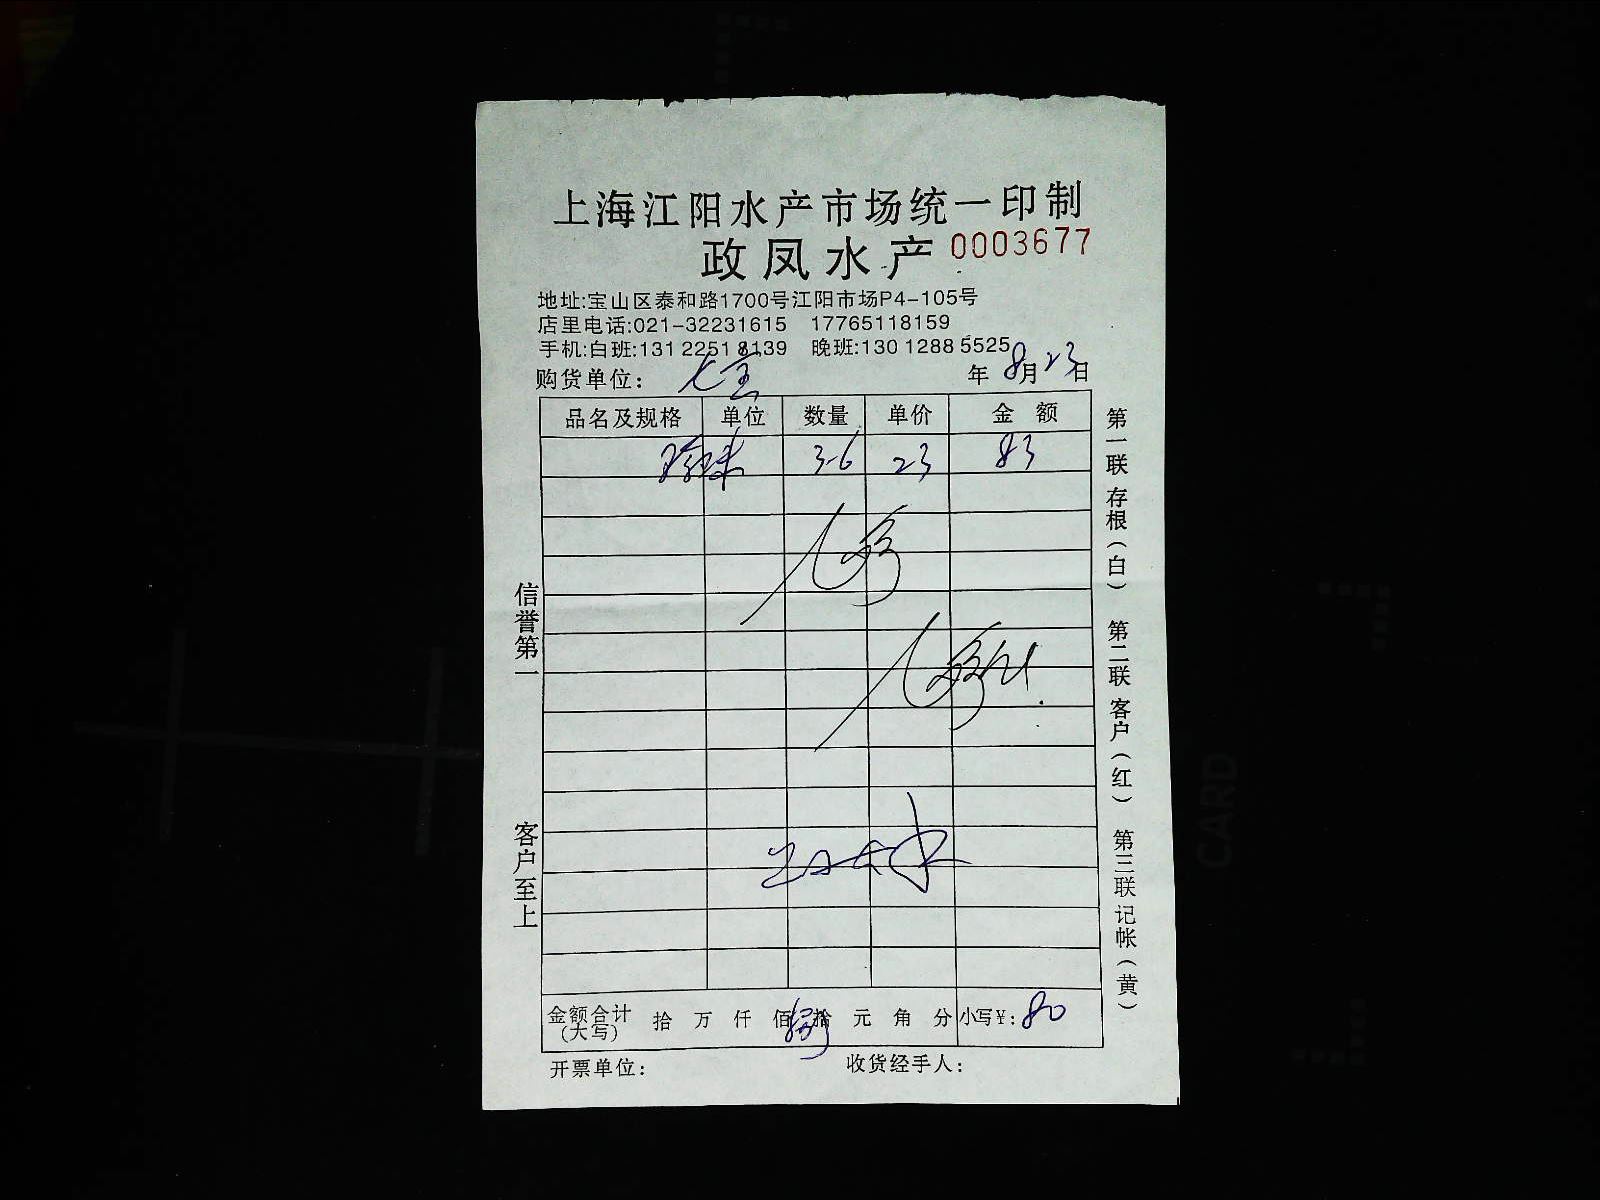 上海江阳水产市场统一印制
政凤水产 0003677
地址:宝山区泰和路1700号江阳市场P4-105号
店里电话:021-32231615 17765118159
手机:白班:131 2251 8139 晚班:130 1288 5525
购货单位: 七宝 年 8月23日
品名及规格 单位 数量 单价 金 额
3.6 23 83
信誉第一
客户至上
第一联 存根(白) 第二联 客户(红) 第三联 记帐(黄)
金额合计(大写) 拾 万 仟 佰 捌拾 元 角 分 小写¥: 80
开票单位: 收货经手人: